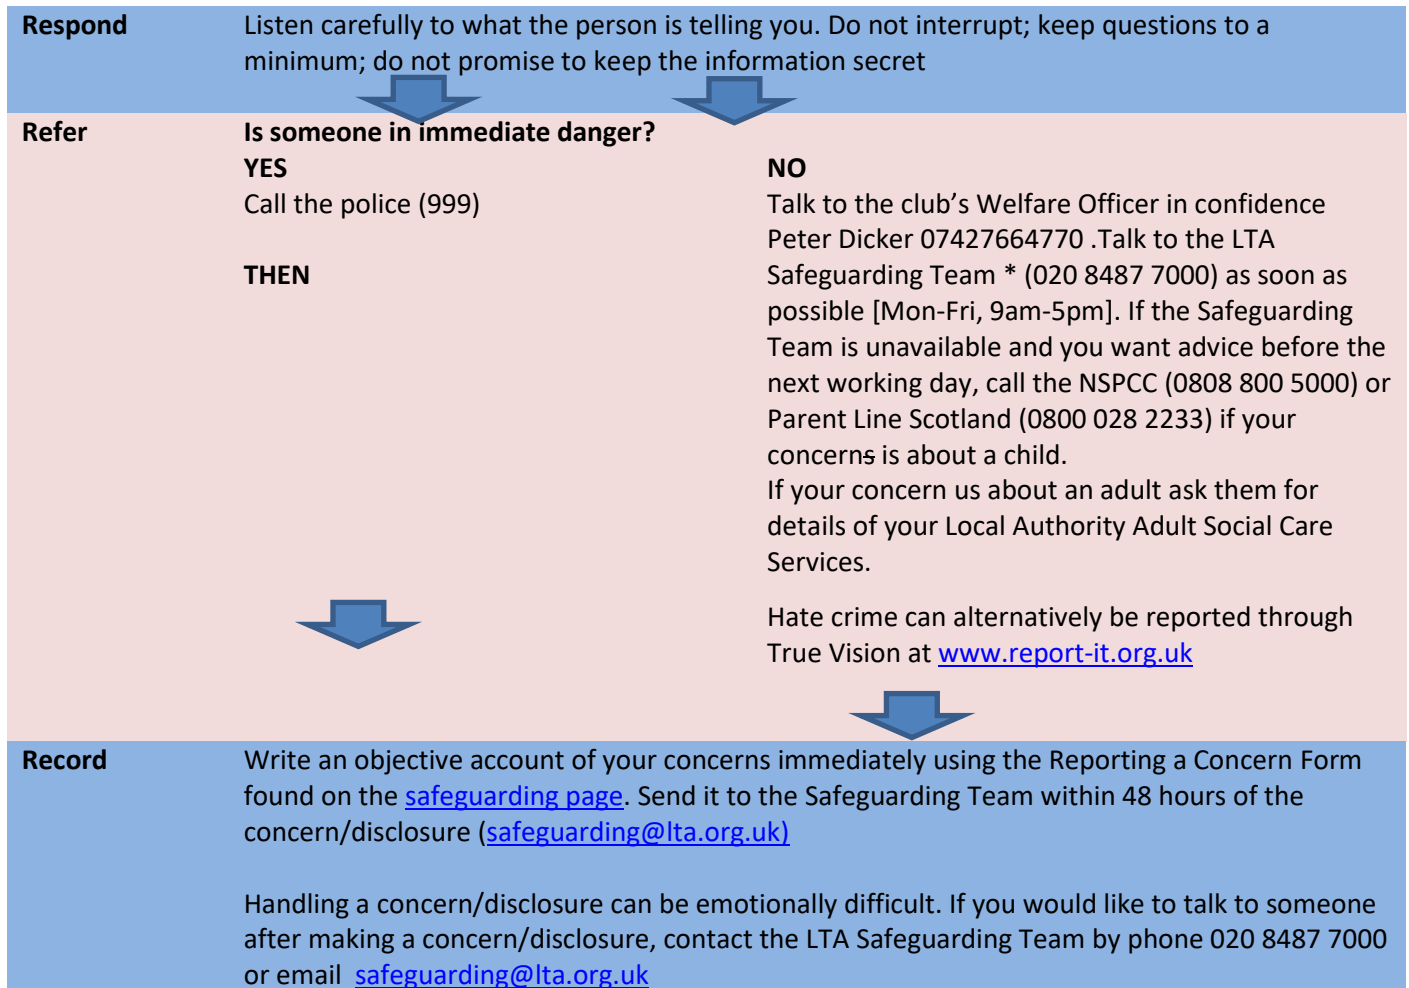 Respond
Listen carefully to what the person is telling you. Do not interrupt; keep questions to a
minimum; do not promise to keep the information secret
Refer
Is someone in immediate danger?
YES
Call the police (999)
THEN
NO
Talk to the club’s Welfare Officer in confidence
Peter Dicker 07427664770 .Talk to the LTA
Safeguarding Team * (020 8487 7000) as soon as
possible [Mon-Fri, 9am-5pm]. If the Safeguarding
Team is unavailable and you want advice before the
next working day, call the NSPCC (0808 800 5000) or
Parent Line Scotland (0800 028 2233) if your
concerns is about a child.
If your concern us about an adult ask them for
details of your Local Authority Adult Social Care
Services.
Hate crime can alternatively be reported through
True Vision at www.report-it.org.uk
Record
Write an objective account of your concerns immediately using the Reporting a Concern Form
found on the safeguarding page. Send it to the Safeguarding Team within 48 hours of the
concern/disclosure (safeguarding@lta.org.uk)
Handling a concern/disclosure can be emotionally difficult. If you would like to talk to someone
after making a concern/disclosure, contact the LTA Safeguarding Team by phone 020 8487 7000
or email safeguarding@lta.org.uk